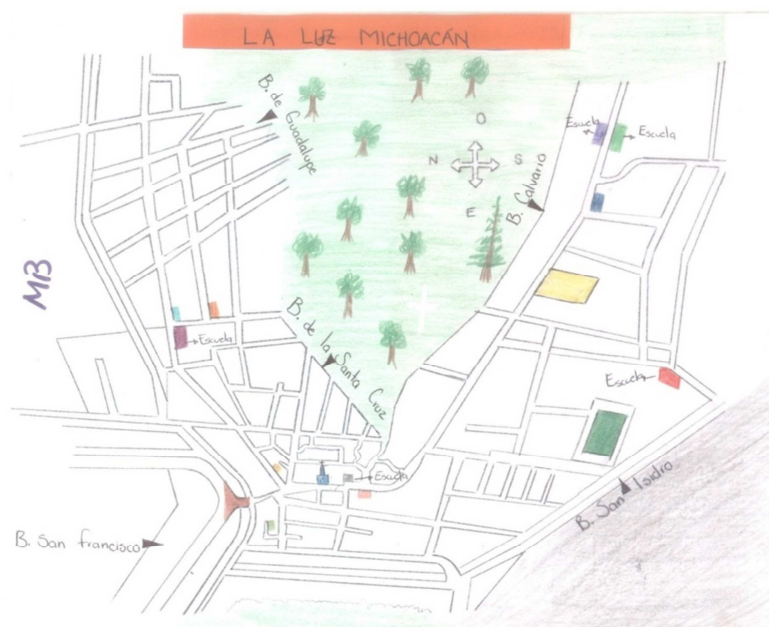 LA LUZ MICHOACÁN
B. de Guadalupe
O
N
S
E
B. Calvario
Escuela
Escuela
MB
B. de la Santa Cruz
Escuela
Escuela
Escuela
B. San Isidro
B. San francisco